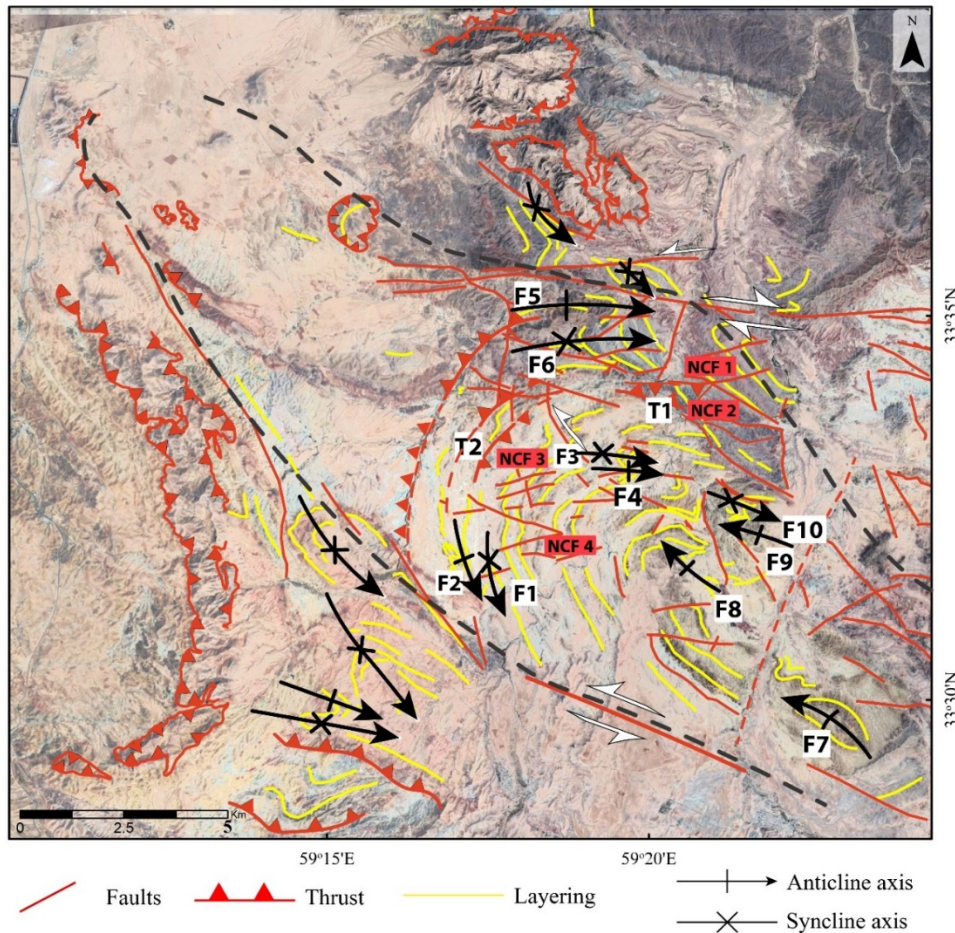 N
F5
33°35'N
F6
NCF 1
T1
NCF 2
T2
NCF 3
F3
F4
F10
NCF 4
F9
F2
F1
F8
33°30'N
F7
0 2.5 5 Km
59°15'E 59°20'E
Faults Thrust Layering Anticline axis
Syncline axis